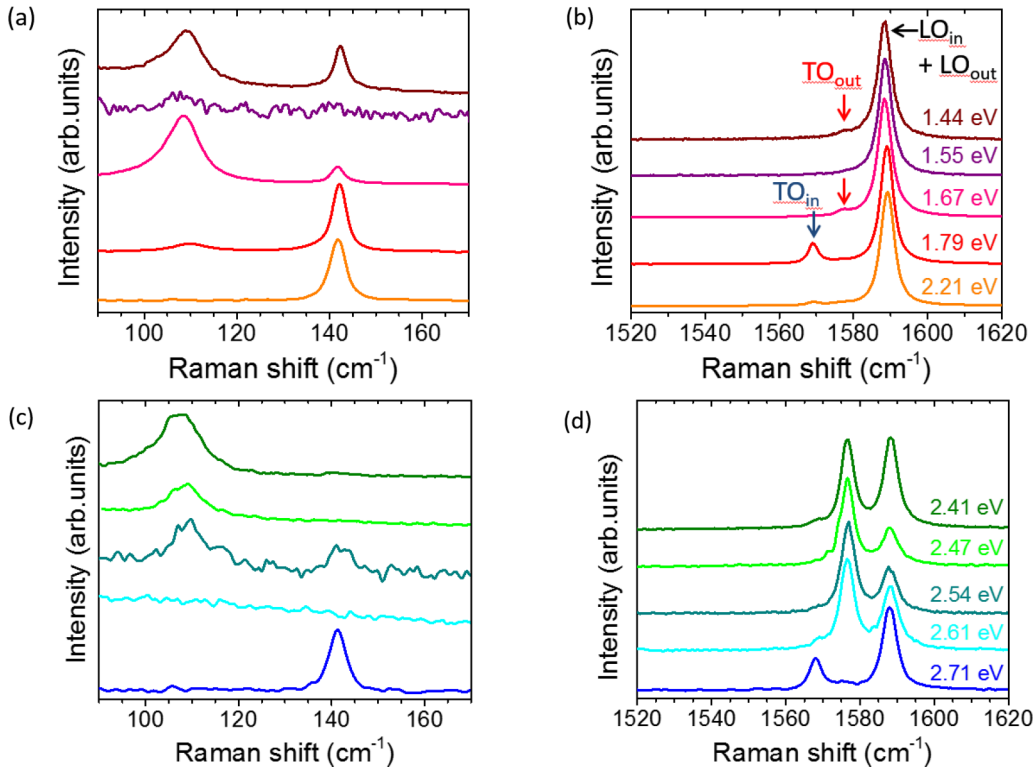 (a)
Intensity (arb.units)
100 120 140 160
Raman shift (cm⁻¹)
(b)
Intensity (arb.units)
LOin
+ LOout
TOout
TOin
1.44 eV
1.55 eV
1.67 eV
1.79 eV
2.21 eV
1520 1540 1560 1580 1600 1620
Raman shift (cm⁻¹)
(c)
Intensity (arb.units)
100 120 140 160
Raman shift (cm⁻¹)
(d)
Intensity (arb.units)
2.41 eV
2.47 eV
2.54 eV
2.61 eV
2.71 eV
1520 1540 1560 1580 1600 1620
Raman shift (cm⁻¹)